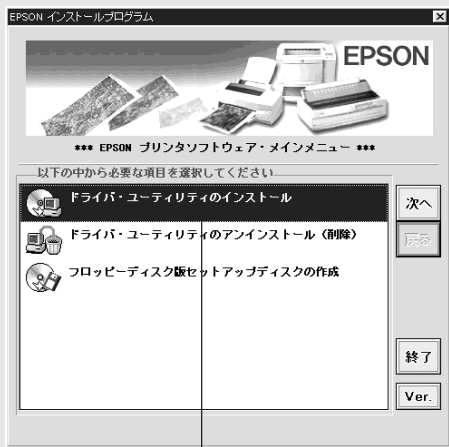 EPSON インストールプログラム
EPSON
*** EPSON プリンタソフトウェア・メインメニュー ***
以下の中から必要な項目を選択してください
ドライバ・ユーティリティのインストール
ドライバ・ユーティリティのアンインストール（削除）
フロッピーディスク版セットアップディスクの作成
次へ
戻る
終了
Ver.